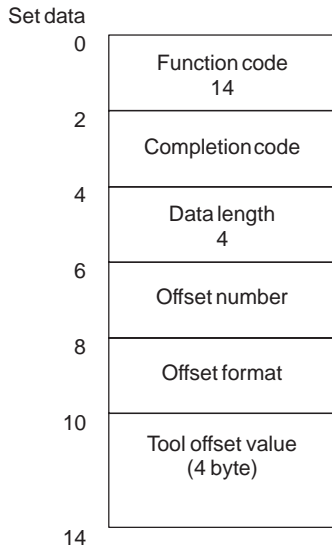 Set data
0
Function code
14
2
Completion code
4
Data length
4
6
Offset number
8
Offset format
10
Tool offset value
(4 byte)
14